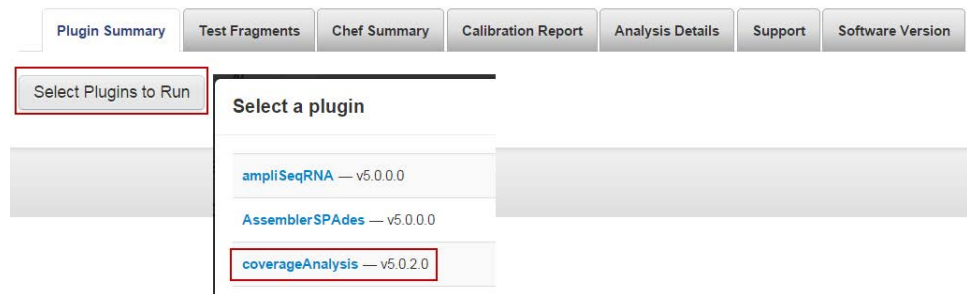 Plugin Summary Test Fragments Chef Summary Calibration Report Analysis Details Support Software Version
Select Plugins to Run
Select a plugin
ampliSeqRNA — v5.0.0.0
AssemblerSPAdes — v5.0.0.0
coverageAnalysis — v5.0.2.0